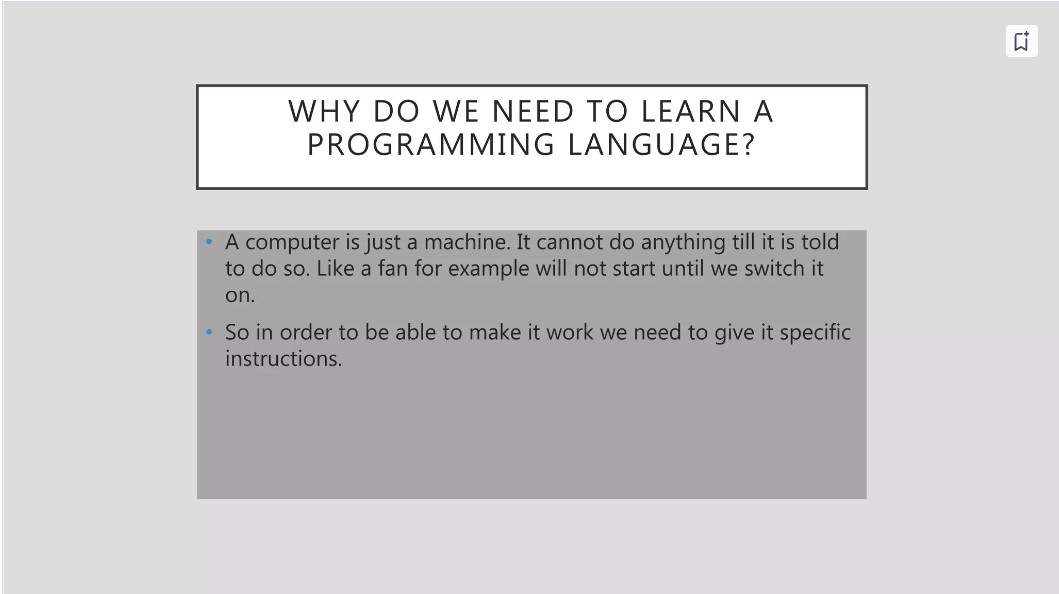 WHY DO WE NEED TO LEARN A
PROGRAMMING LANGUAGE?
• A computer is just a machine. It cannot do anything till it is told
to do so. Like a fan for example will not start until we switch it
on.
• So in order to be able to make it work we need to give it specific
instructions.